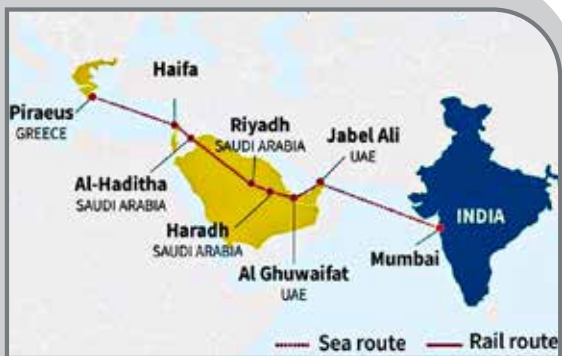 Haifa
Piraeus
GREECE
Riyadh
SAUDI ARABIA
Jabel Ali
UAE
Al-Haditha
SAUDI ARABIA
Haradh
SAUDI ARABIA
Al Ghuwaifat
UAE
Mumbai
INDIA
Sea route
Rail route